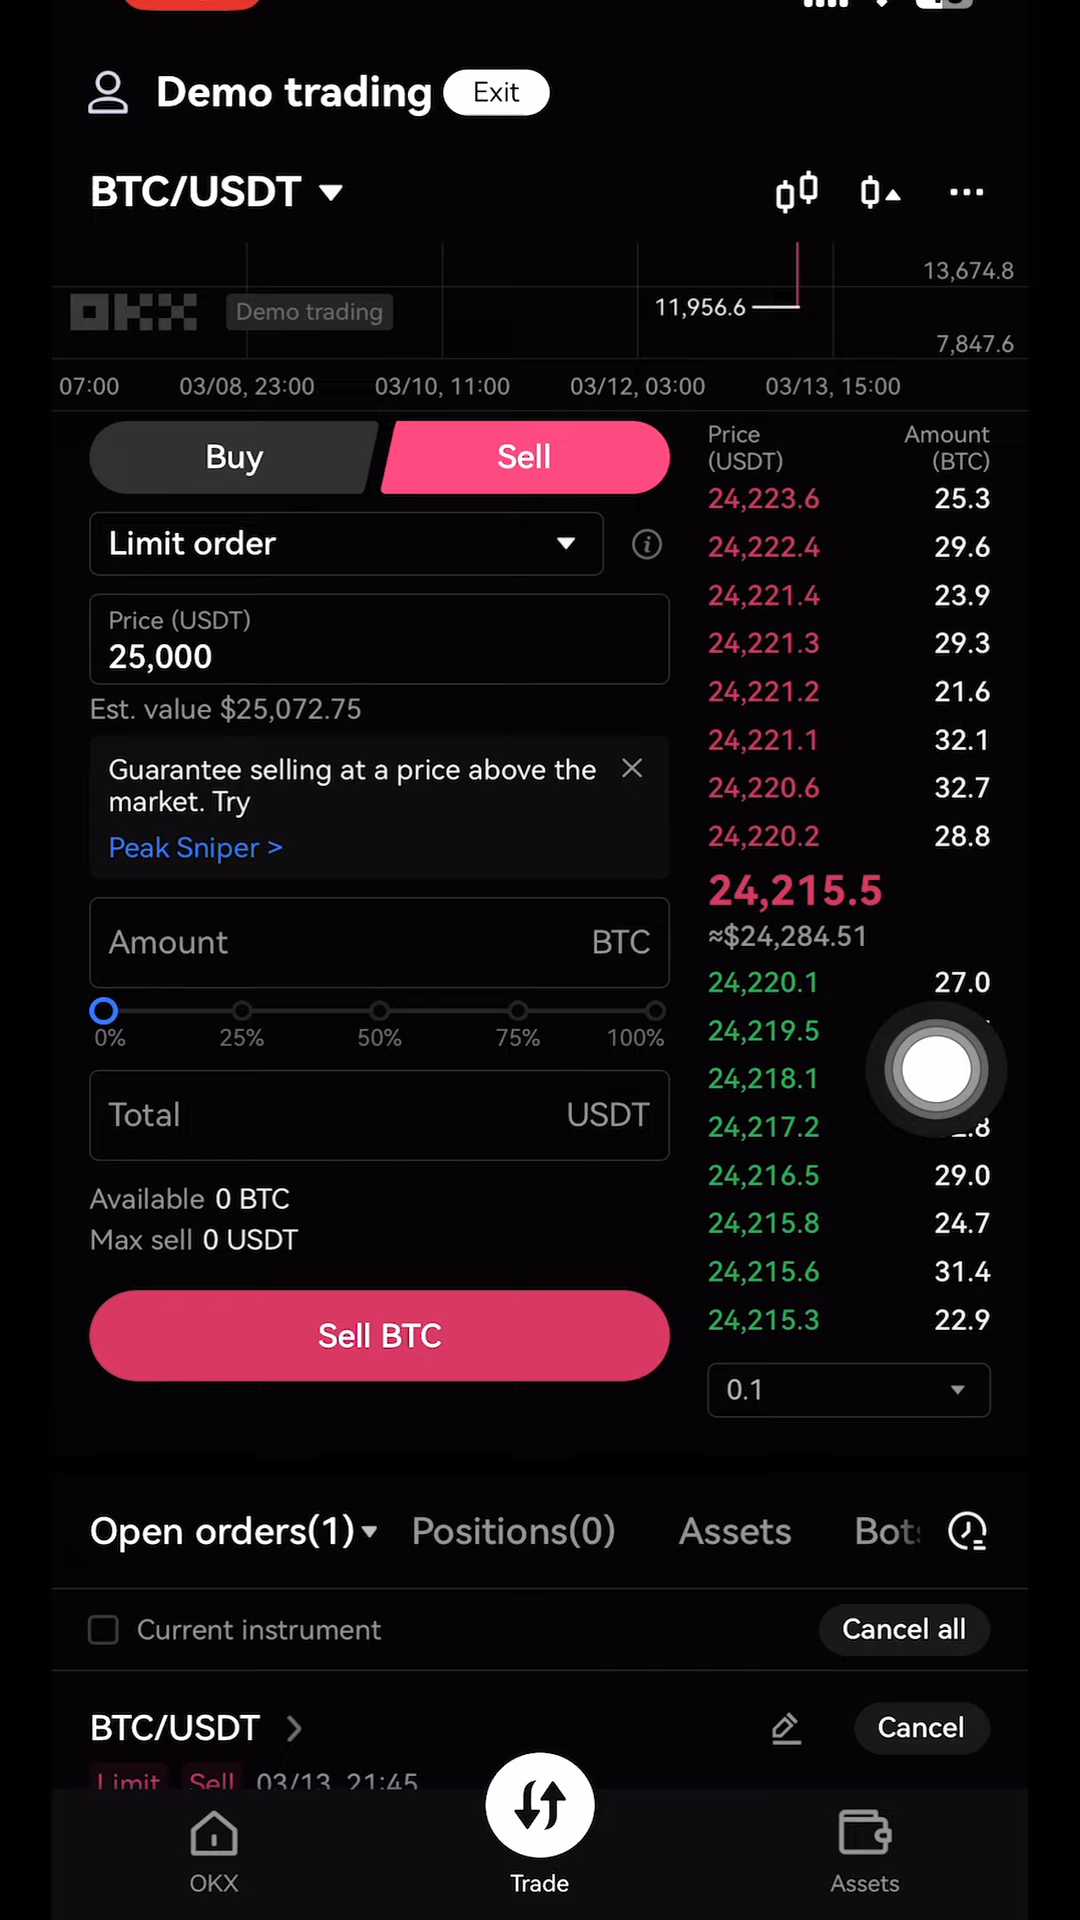 Demo trading Exit
BTC/USDT
13,674.8
OKX Demo trading 11,956.6
7,847.6
07:00 03/08, 23:00 03/10, 11:00 03/12, 03:00 03/13, 15:00
Buy Sell
Limit order
Price (USDT)
25,000
Est. value $25,072.75
Guarantee selling at a price above the
market. Try
Peak Sniper >
Amount BTC
0% 25% 50% 75% 100%
Total USDT
Available 0 BTC
Max sell 0 USDT
Sell BTC
Price Amount
(USDT) (BTC)
24,223.6 25.3
24,222.4 29.6
24,221.4 23.9
24,221.3 29.3
24,221.2 21.6
24,221.1 32.1
24,220.6 32.7
24,220.2 28.8
24,215.5
≈$24,284.51
24,220.1 27.0
24,219.5
24,218.1
24,217.2
24,216.5 29.0
24,215.8 24.7
24,215.6 31.4
24,215.3 22.9
0.1
Open orders(1) Positions(0) Assets Bots
Current instrument Cancel all
BTC/USDT Cancel
Limit Sell 03/13, 21:45
OKX Trade Assets